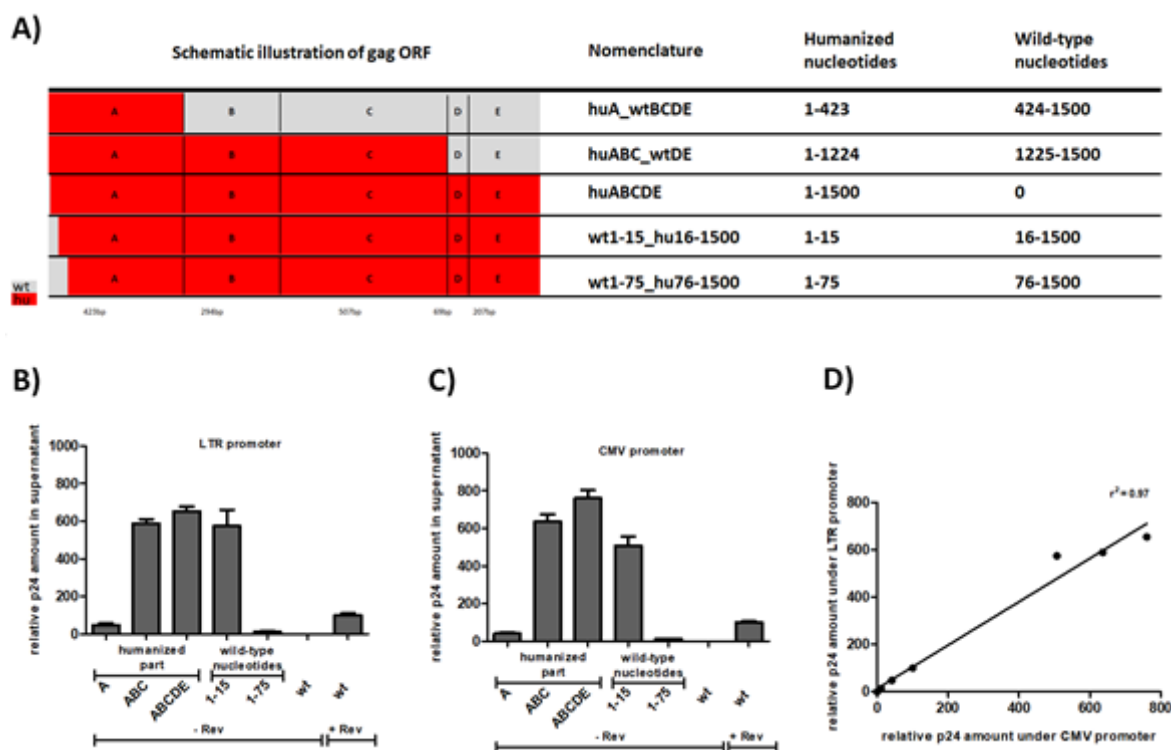 A)
Schematic illustration of gag ORF Nomenclature Humanized nucleotides Wild-type nucleotides
A B C D E huA_wtBCDE 1-423 424-1500
A B C D E huABC_wtDE 1-1224 1225-1500
A B C D E huABCDE 1-1500 0
A B C D E wt1-15_hu16-1500 1-15 16-1500
A B C D E wt1-75_hu76-1500 1-75 76-1500
wt
hu
423bp 294bp 507bp 69bp 207bp
B)
LTR promoter
relative p24 amount in supernatant
1000
800
600
400
200
0
humanized part
wild-type nucleotides
A ABC ABCDE 1-15 1-75 wt wt
- Rev + Rev
C)
CMV promoter
relative p24 amount in supernatant
1000
800
600
400
200
0
humanized part
wild-type nucleotides
A ABC ABCDE 1-15 1-75 wt wt
- Rev + Rev
D)
r² = 0.97
relative p24 amount under LTR promoter
800
600
400
200
0
0 200 400 600 800
relative p24 amount under CMV promoter